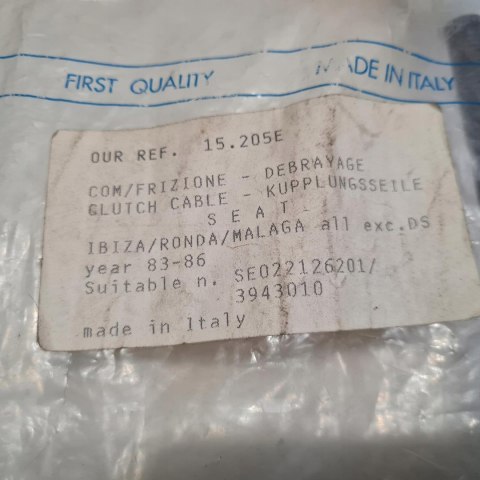 FIRST QUALITY
MADE IN ITALY
OUR REF. 15.205E
COM/FRIZIONE - DEBRAYAGE
CLUTCH CABLE - KUPPLUNGSSEILE
SEAT
IBIZA/RONDA/MALAGA all exc.DS
year 83-86
Suitable n. SE022126201/
3943010
made in Italy